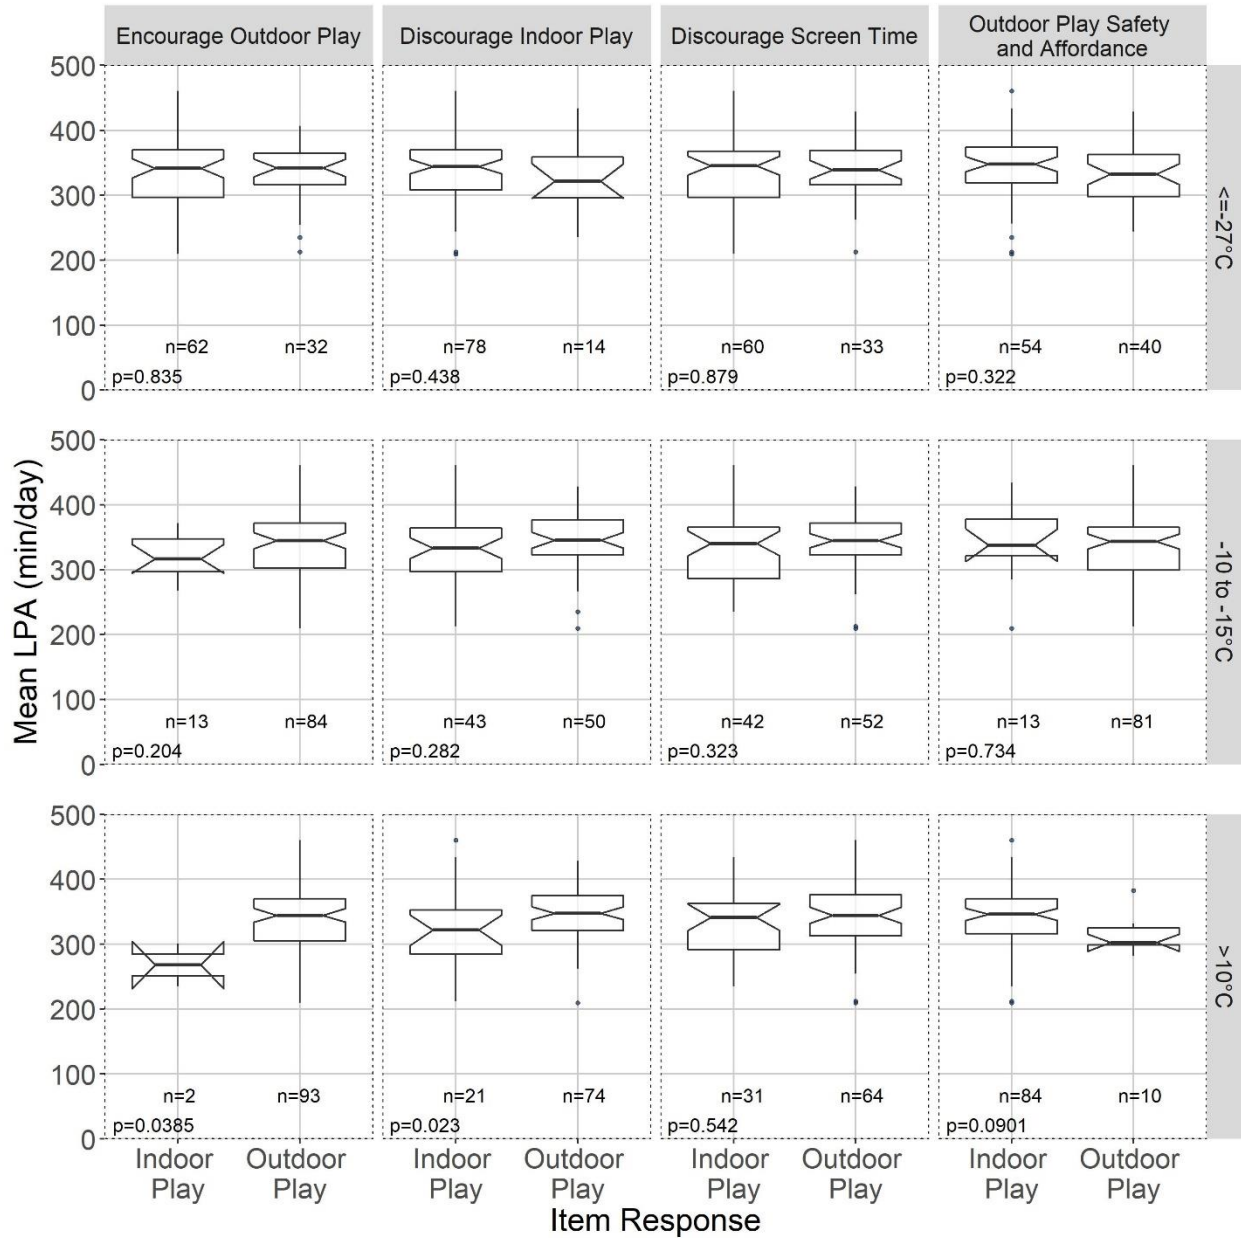 Encourage Outdoor Play
Discourage Indoor Play
Discourage Screen Time
Outdoor Play Safety
and Affordance
Mean LPA (min/day)
500
400
300
200
100
0
n=62
n=32
p=0.835
n=78
n=14
p=0.438
n=60
n=33
p=0.879
n=54
n=40
p=0.322
<=-27°C
500
400
300
200
100
0
n=13
n=84
p=0.204
n=43
n=50
p=0.282
n=42
n=52
p=0.323
n=13
n=81
p=0.734
-10 to -15°C
500
400
300
200
100
0
n=2
n=93
p=0.0385
n=21
n=74
p=0.023
n=31
n=64
p=0.542
n=84
n=10
p=0.0901
>10°C
Indoor
Play
Outdoor
Play
Indoor
Play
Outdoor
Play
Indoor
Play
Outdoor
Play
Indoor
Play
Outdoor
Play
Item Response